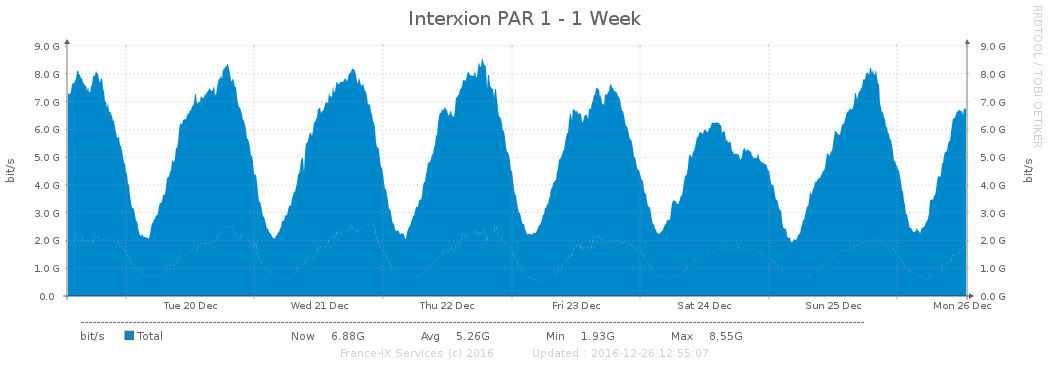 Interxion PAR 1 - 1 Week
RRDTOOL / TOBI OETIKER
9.0 G 9.0 G
8.0 G 8.0 G
7.0 G 7.0 G
6.0 G 6.0 G
5.0 G 5.0 G
4.0 G 4.0 G
3.0 G 3.0 G
2.0 G 2.0 G
1.0 G 1.0 G
0.0 0.0 G
bit/s bit/s
Tue 20 Dec Wed 21 Dec Thu 22 Dec Fri 23 Dec Sat 24 Dec Sun 25 Dec Mon 26 Dec
bit/s Total Now 6.88G Avg 5.26G Min 1.93G Max 8.55G
France-IX Services (c) 2016 Updated : 2016-12-26 12:55:07